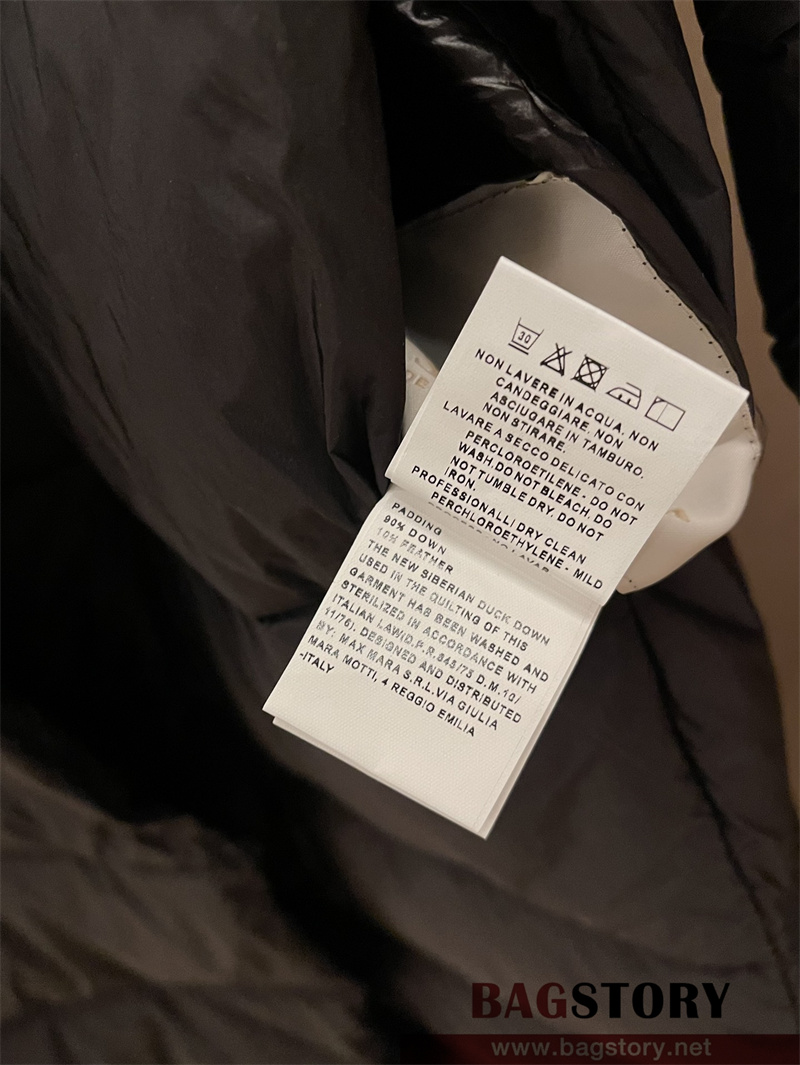 30
NON LAVERE IN ACQUA. NON
CANDEGGIARE. NON
ASCIUGARE IN TAMBURO.
NON STIRARE.
LAVARE A SECCO DELICATO CON
PERCLOROETILENE - DO NOT
WASH.DO NOT BLEACH. DO
NOT TUMBLE DRY. DO NOT
IRON.
PROFESSIONALLI DRY CLEAN
PERCHLOROETHYLENE - MILD
PADDING
90% DOWN
10% FEATHER
THE NEW SIBERIAN DUCK DOWN
USED IN THE QUILTING OF THIS
GARMENT HAS BEEN WASHED AND
STERILIZED IN ACCORDANCE WITH
ITALIAN LAW(D.P.R.845/75 D.M.10/
11/76). DESIGNED AND DISTRIBUTED
BY: MAX MARA S.R.L.VIA GIULIA
MARA MOTTI, 4 REGGIO EMILIA
-ITALY
BAGSTORY
www.bagstory.net